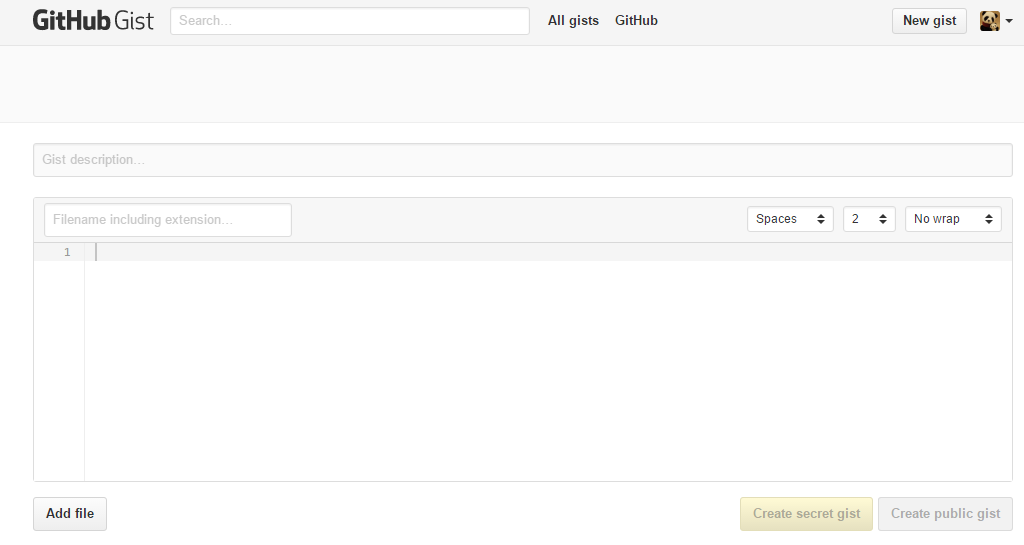 GitHub Gist Search... All gists GitHub New gist
Gist description...
Filename including extension... Spaces 2 No wrap
1
Add file Create secret gist Create public gist